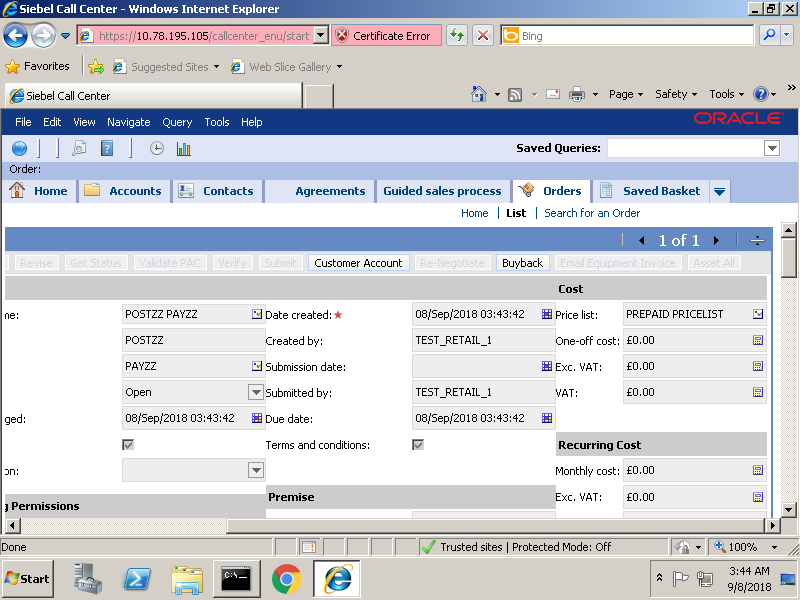 Siebel Call Center - Windows Internet Explorer
https://10.78.195.105/callcenter_enu/start
Certificate Error
Bing
Favorites
Suggested Sites
Web Slice Gallery
Siebel Call Center
Page
Safety
Tools
»
File Edit View Navigate Query Tools Help
ORACLE
Saved Queries:
Order:
Home
Accounts
Contacts
Agreements
Guided sales process
Orders
Saved Basket
Home | List | Search for an Order
1 of 1
Revise
Get Status
Validate PAC
Verify
Submit
Customer Account
Re-Negotiate
Buyback
Email Equipment Invoice
Asset All
Cost
me: POSTZZ PAYZZ Date created:★ 08/Sep/2018 03:43:42 Price list: PREPAID PRICELIST
POSTZZ Created by: TEST_RETAIL_1 One-off cost: £0.00
PAYZZ Submission date: Exc. VAT: £0.00
Open Submitted by: TEST_RETAIL_1 VAT: £0.00
ged: 08/Sep/2018 03:43:42 Due date: 08/Sep/2018 03:43:42
Terms and conditions: Recurring Cost
on: Monthly cost: £0.00
Premise Exc. VAT: £0.00
g Permissions
Done
Trusted sites | Protected Mode: Off
100%
Start
C:\.
3:44 AM
9/8/2018